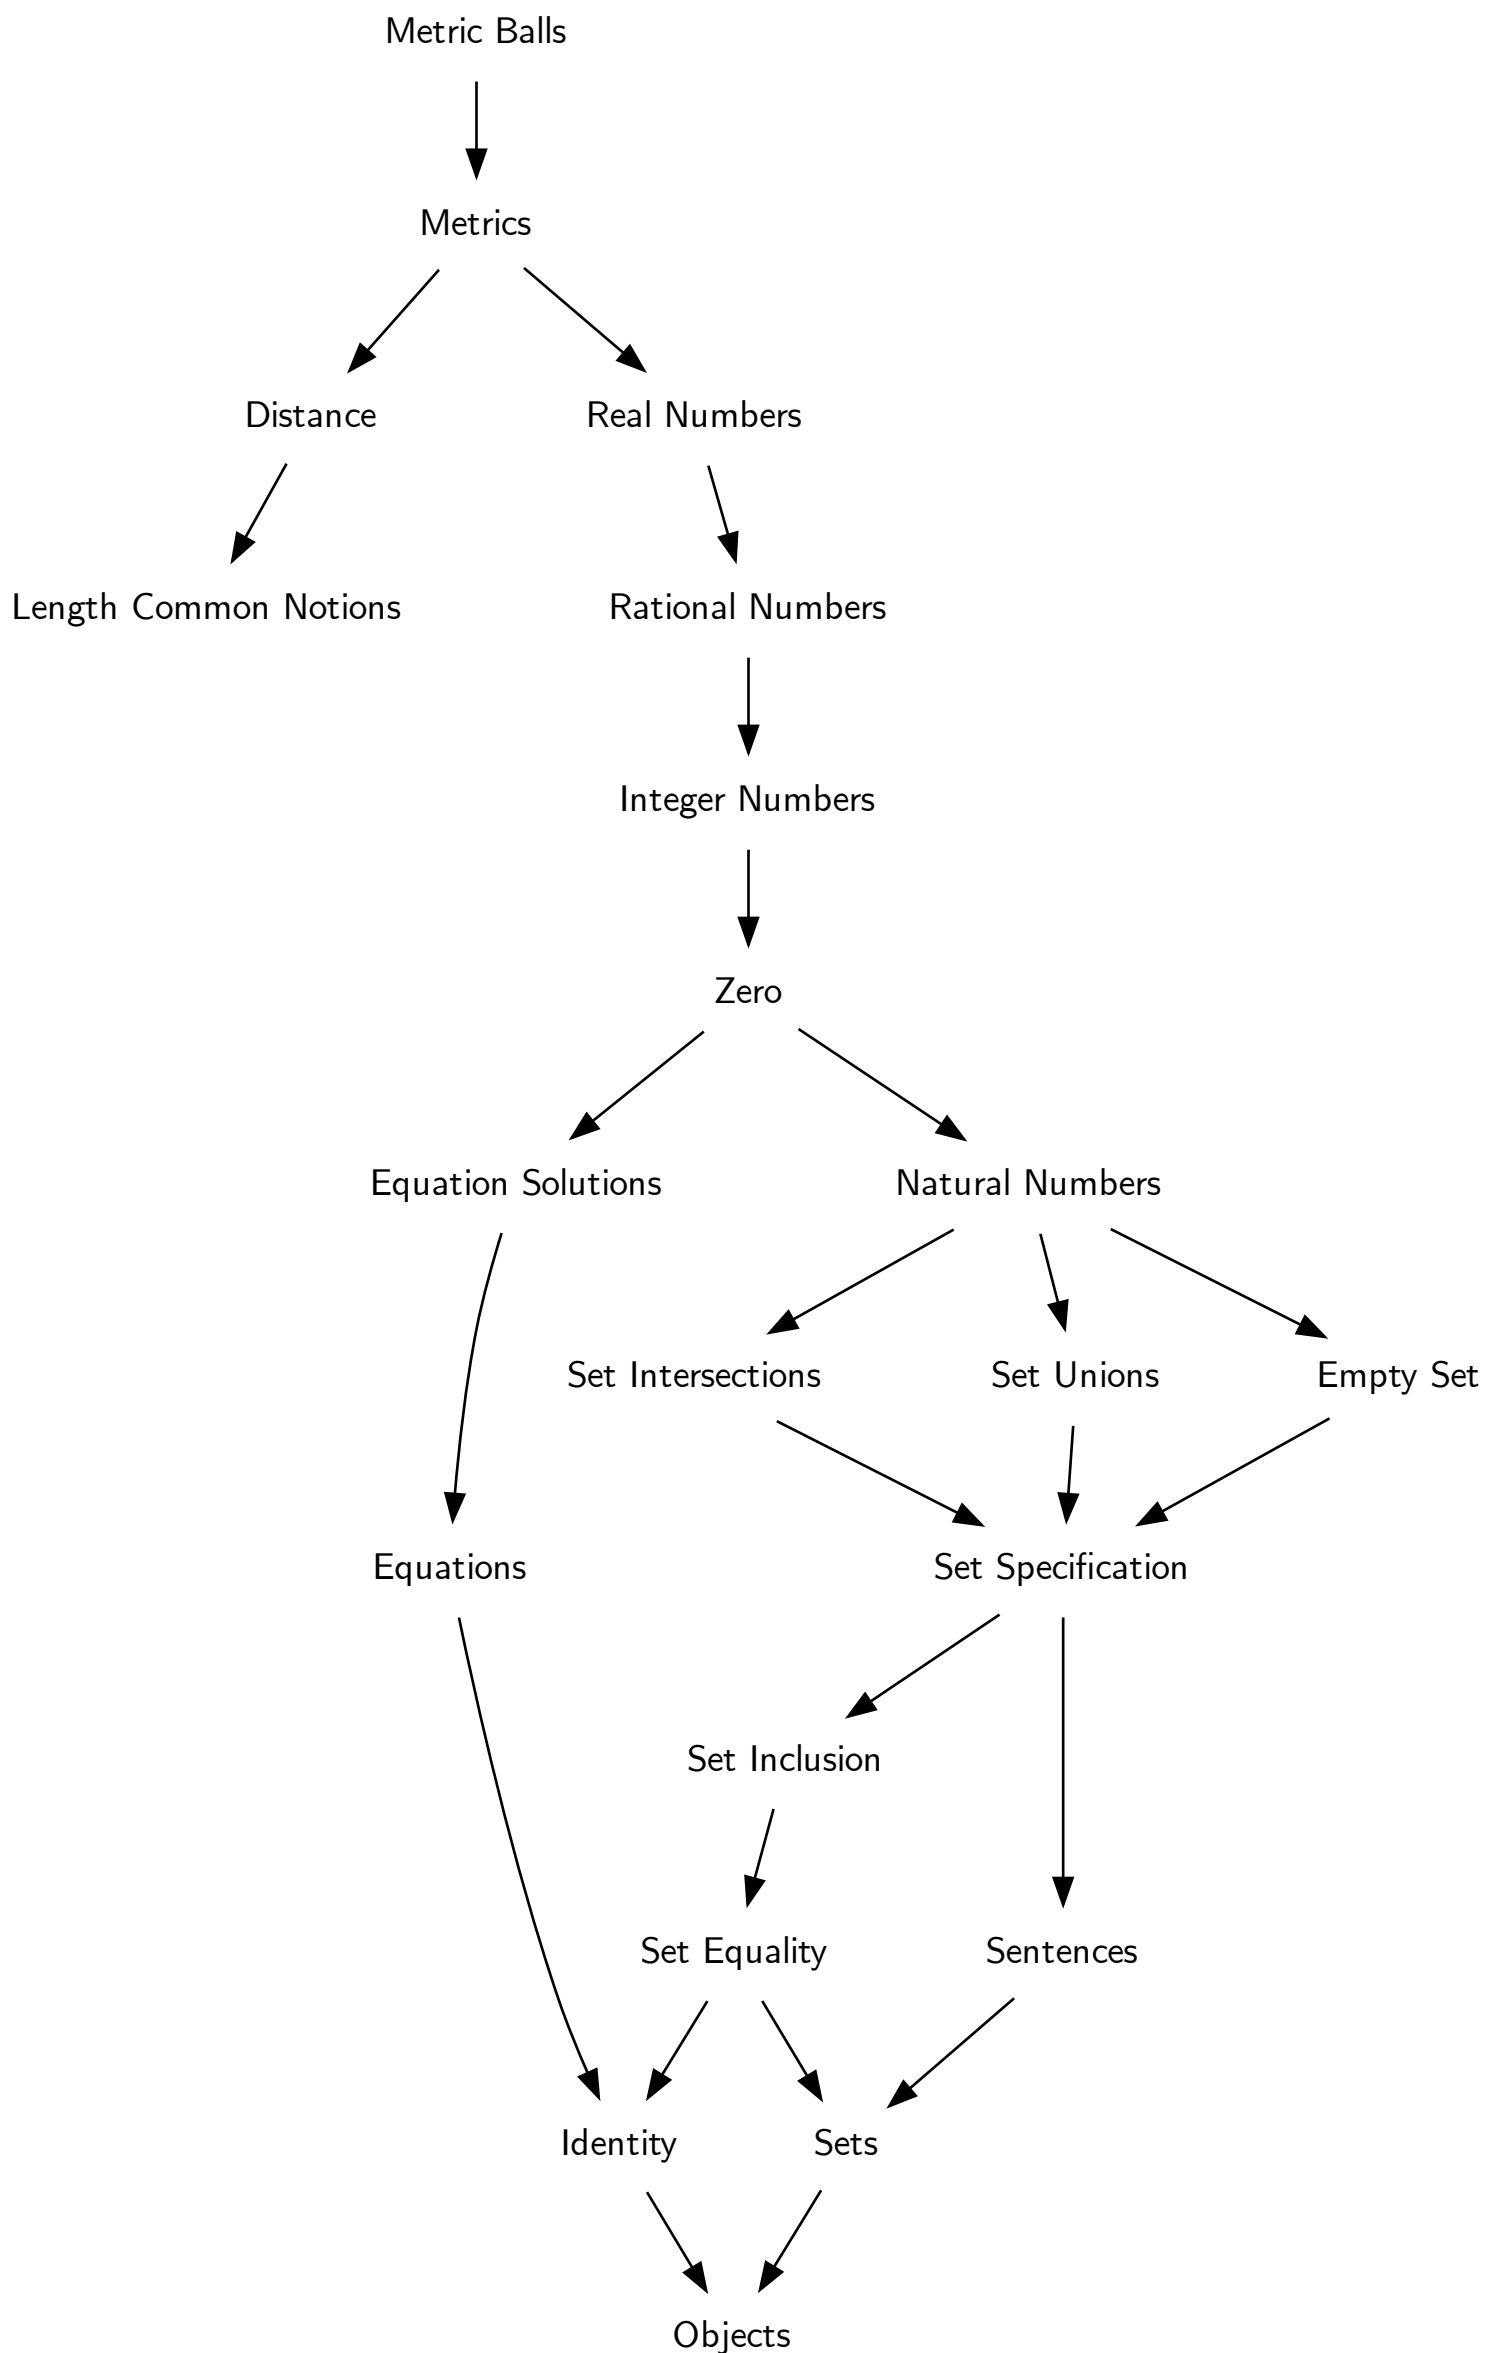 Metric Balls
Metrics
Distance
Real Numbers
Length Common Notions
Rational Numbers
Integer Numbers
Zero
Equation Solutions
Natural Numbers
Set Intersections
Set Unions
Empty Set
Equations
Set Specification
Set Inclusion
Set Equality
Sentences
Identity
Sets
Objects